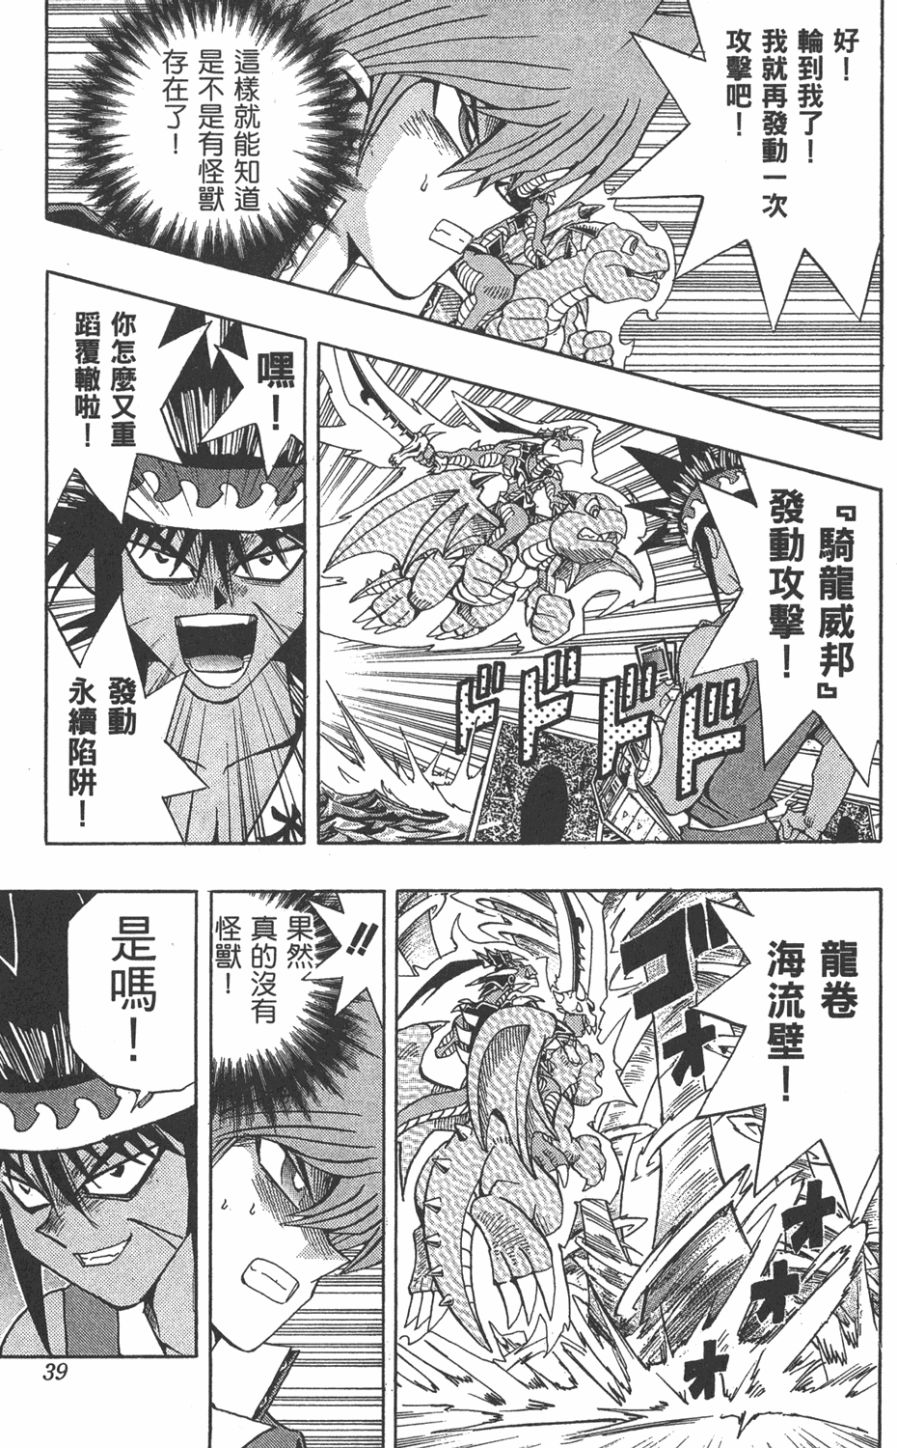 好！
輪到我了！
我就再發動一次
攻擊吧！
這樣就能知道
是不是有怪獸
存在了！
『騎龍威邦』
發動攻擊！
ドドドド
嘿！
你怎麼又重
蹈覆轍啦！
發動
永續陷阱！
龍卷
海流壁！
ゴオオオオオ
!!
果然，
真的沒有
怪獸！
是嗎！
39